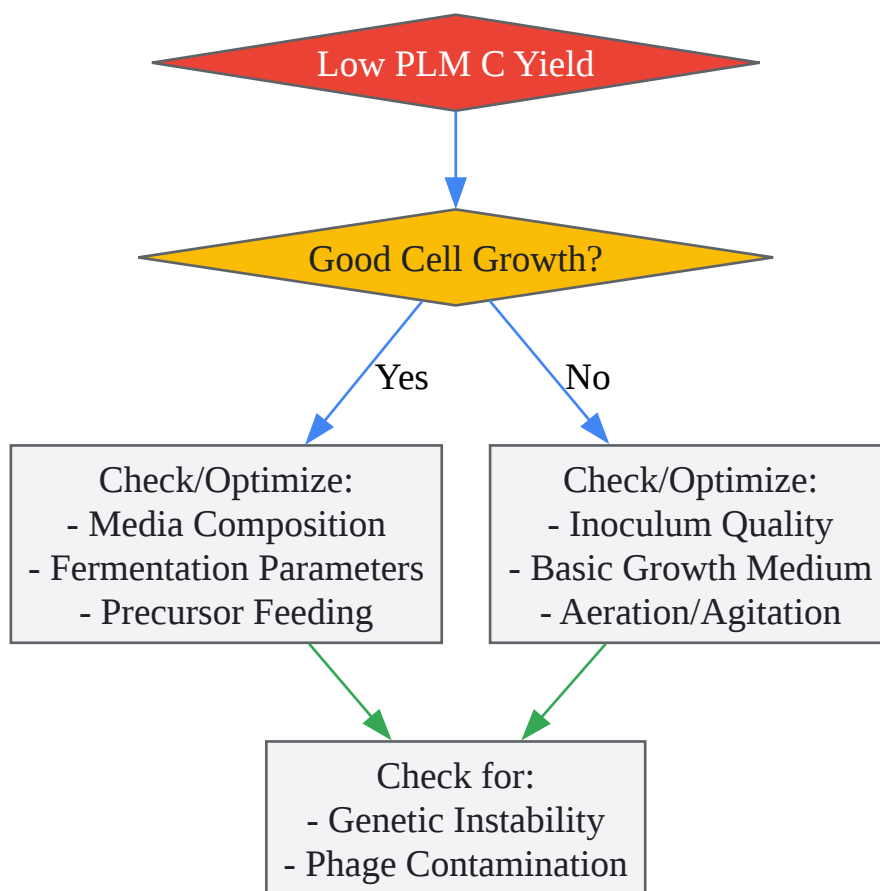 Low PLM C Yield
Good Cell Growth?
Yes
No
Check/Optimize:
- Media Composition
- Fermentation Parameters
- Precursor Feeding
Check/Optimize:
- Inoculum Quality
- Basic Growth Medium
- Aeration/Agitation
Check for:
- Genetic Instability
- Phage Contamination